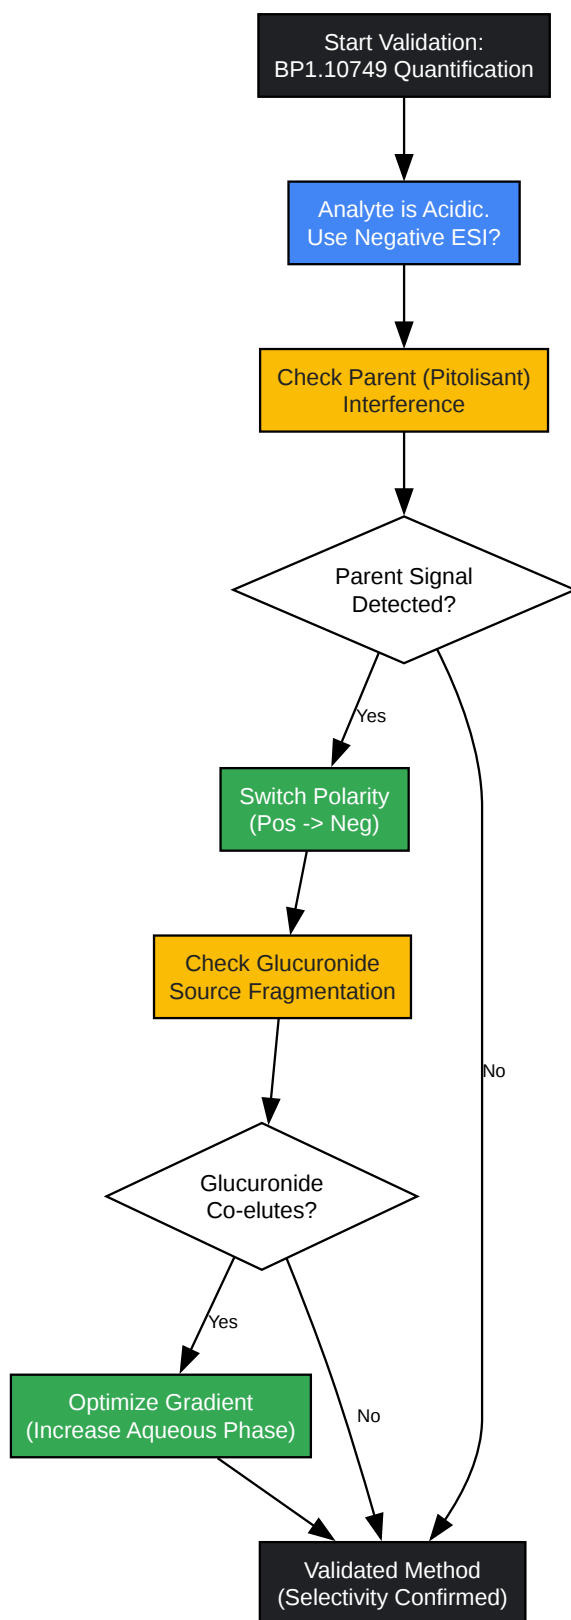 Start Validation:
BP1.10749 Quantification
Analyte is Acidic.
Use Negative ESI?
Check Parent (Pitolisant)
Interference
Parent Signal
Detected?
Yes
Switch Polarity
(Pos -> Neg)
Check Glucuronide
Source Fragmentation
No
Glucuronide
Co-elutes?
Yes
Optimize Gradient
(Increase Aqueous Phase)
No
Validated Method
(Selectivity Confirmed)